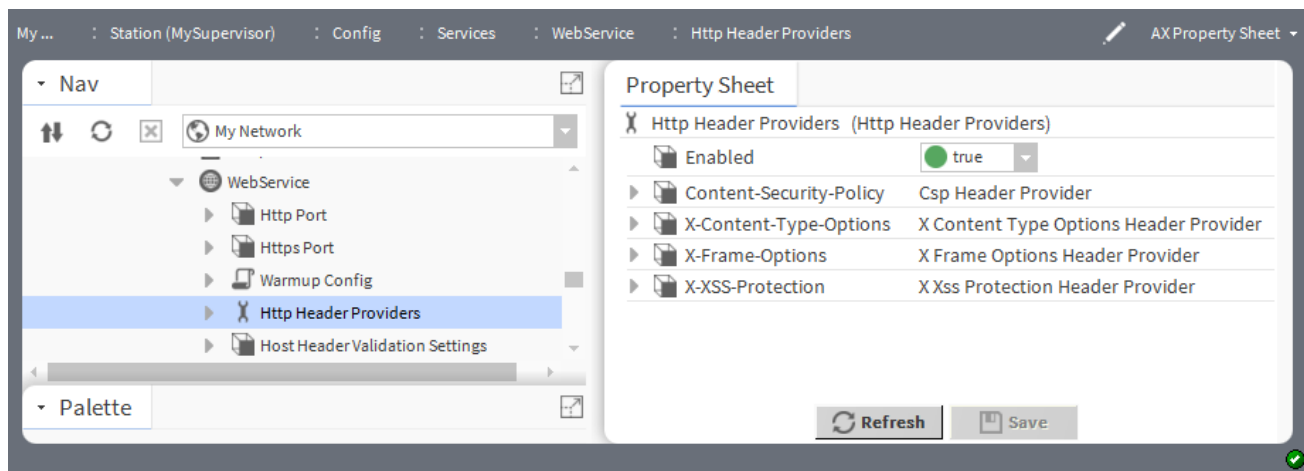 My ... : Station (MySupervisor) : Config : Services : WebService : Http Header Providers AX Property Sheet
Nav
My Network
WebService
Http Port
Https Port
Warmup Config
Http Header Providers
Host Header Validation Settings
Palette
Property Sheet
Http Header Providers (Http Header Providers)
Enabled true
Content-Security-Policy Csp Header Provider
X-Content-Type-Options X Content Type Options Header Provider
X-Frame-Options X Frame Options Header Provider
X-XSS-Protection X Xss Protection Header Provider
Refresh Save